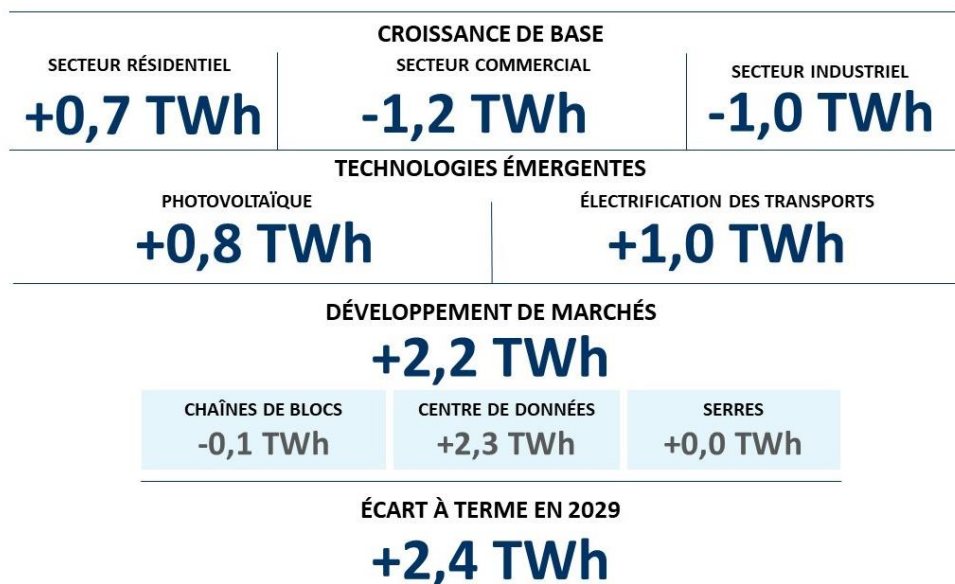 CROISSANCE DE BASE
SECTEUR RÉSIDENTIEL
+0,7 TWh
SECTEUR COMMERCIAL
-1,2 TWh
SECTEUR INDUSTRIEL
-1,0 TWh
TECHNOLOGIES ÉMERGENTES
PHOTOVOLTAÏQUE
+0,8 TWh
ÉLECTRIFICATION DES TRANSPORTS
+1,0 TWh
DÉVELOPPEMENT DE MARCHÉS
+2,2 TWh
CHAÎNES DE BLOCS
-0,1 TWh
CENTRE DE DONNÉES
+2,3 TWh
SERRES
+0,0 TWh
ÉCART À TERME EN 2029
+2,4 TWh